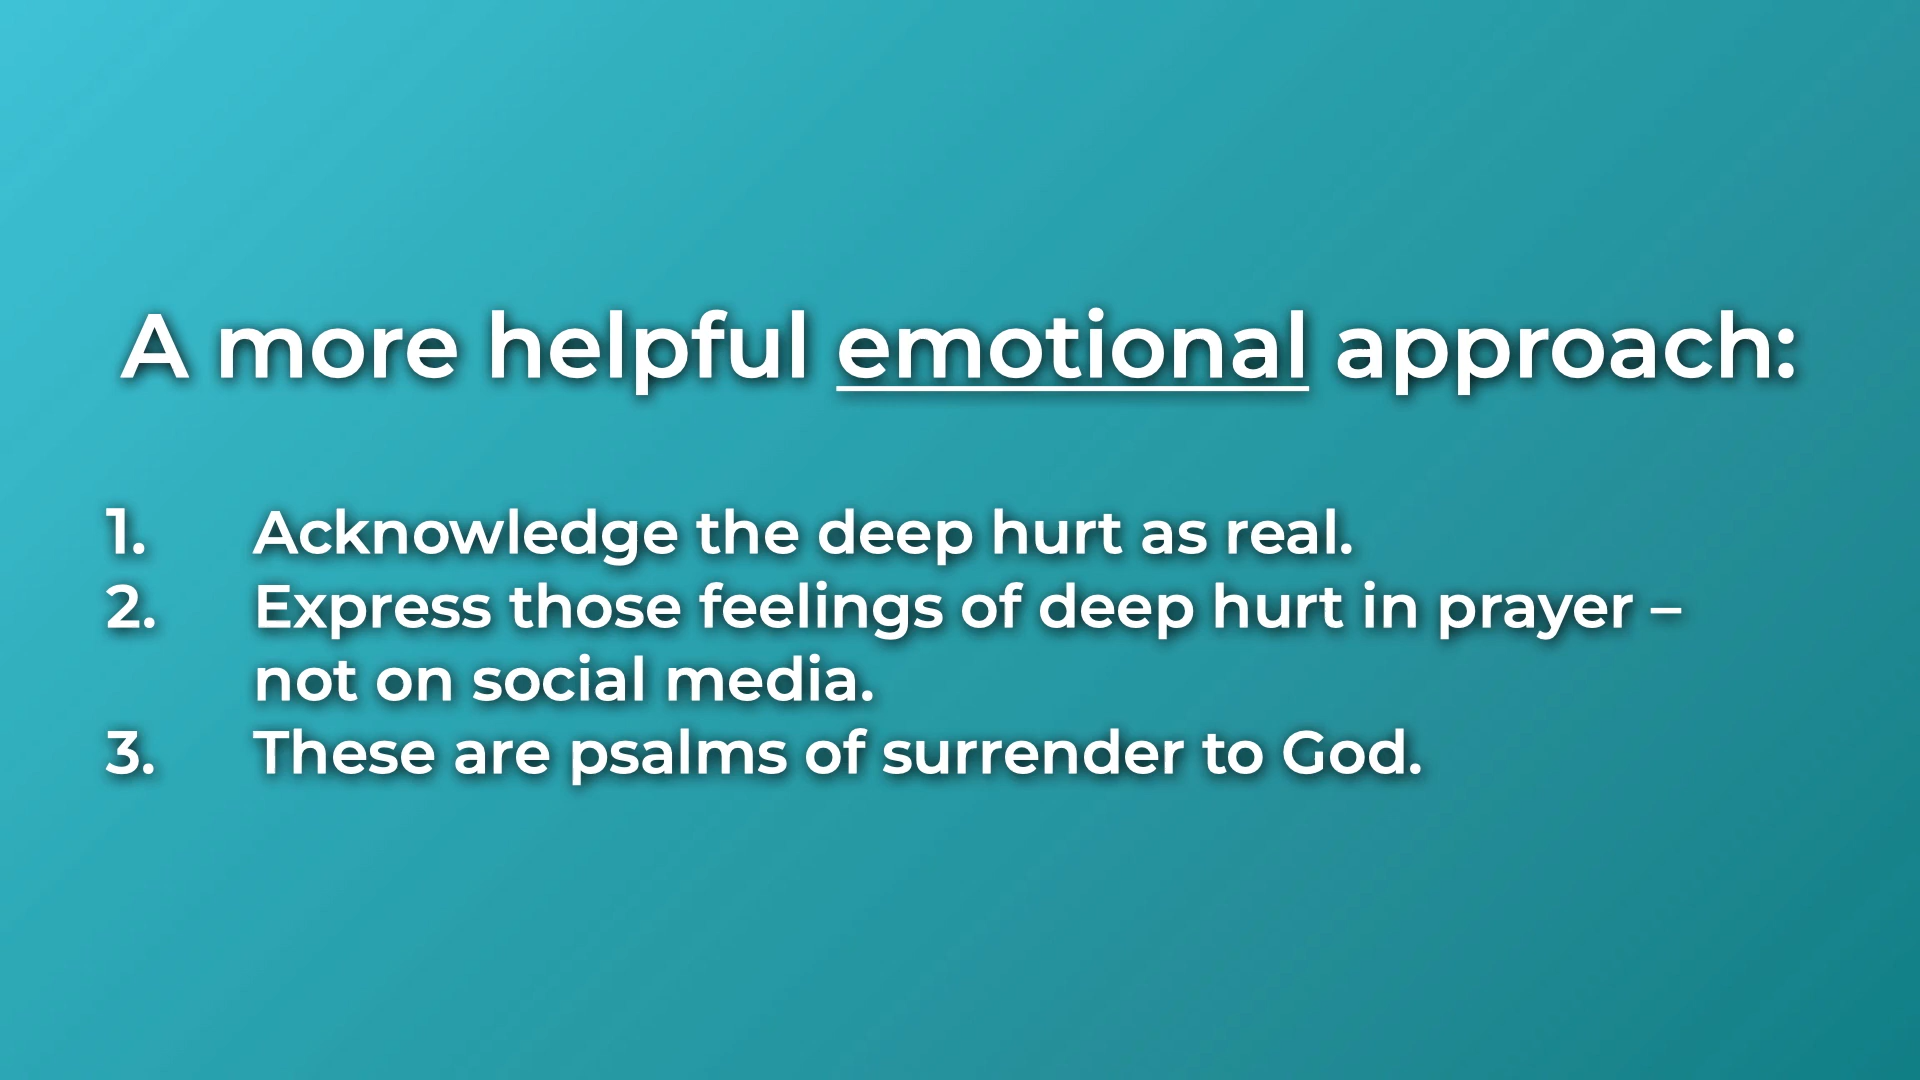 A more helpful emotional approach:
1. Acknowledge the deep hurt as real.
2. Express those feelings of deep hurt in prayer –
not on social media.
3. These are psalms of surrender to God.